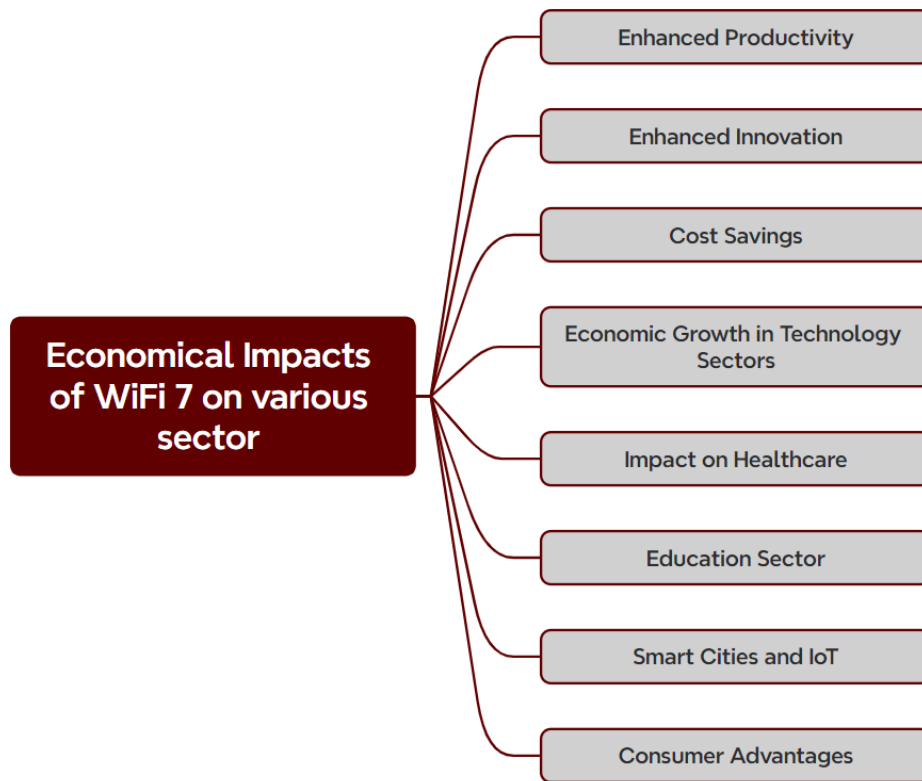 Enhanced Productivity
Enhanced Innovation
Cost Savings
Economical Impacts
of WiFi 7 on various
sector
Economic Growth in Technology
Sectors
Impact on Healthcare
Education Sector
Smart Cities and IoT
Consumer Advantages